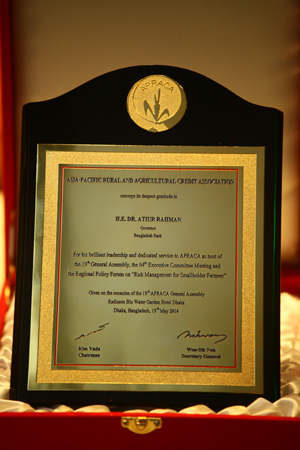 APRACA
ASIA-PACIFIC RURAL AND AGRICULTURAL CREDIT ASSOCIATION
conveys its deepest gratitude to
H.E. DR. ATIUR RAHMAN
Governor
Bangladesh Bank
For his brilliant leadership and dedicated service to APRACA as host of
the 19th General Assembly, the 64th Executive Committee Meeting and
the Regional Policy Forum on "Risk Management for Smallholder Farmers"
Given on the occasion of the 19th APRACA General Assembly
Radisson Blu Water Garden Hotel Dhaka
Dhaka, Bangladesh, 15th May 2014
Kim Vada
Chairman
Won-Sik Noh
Secretary-General